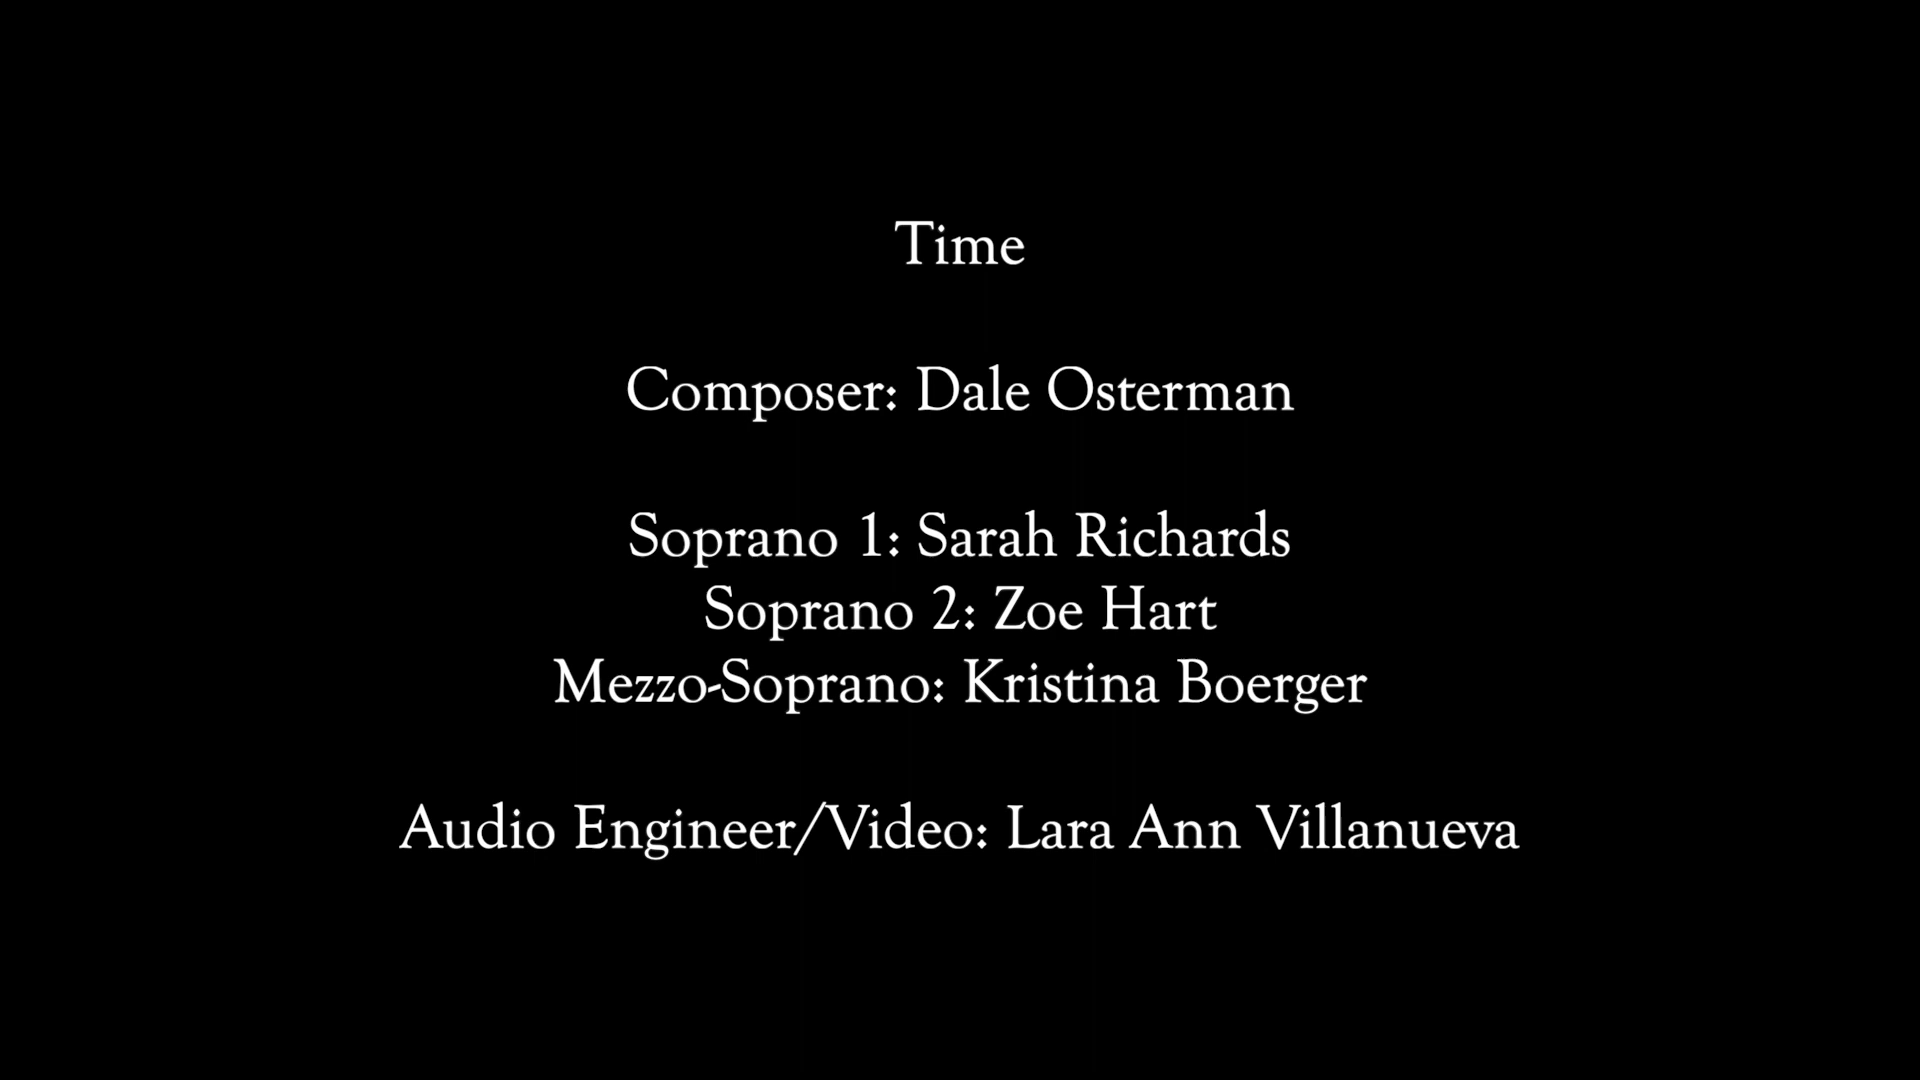 Time
Composer: Dale Osterman
Soprano 1: Sarah Richards
Soprano 2: Zoe Hart
Mezzo-Soprano: Kristina Boerger
Audio Engineer/Video: Lara Ann Villanueva